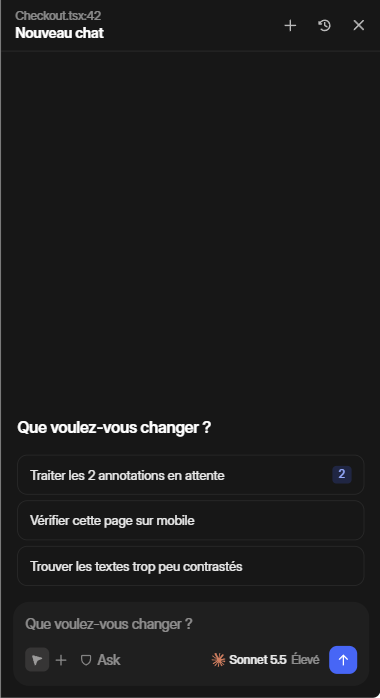 Checkout.tsx:42
Nouveau chat
Que voulez-vous changer ?
Traiter les 2 annotations en attente 2
Vérifier cette page sur mobile
Trouver les textes trop peu contrastés
Que voulez-vous changer ?
Ask Sonnet 5.5 Élevé